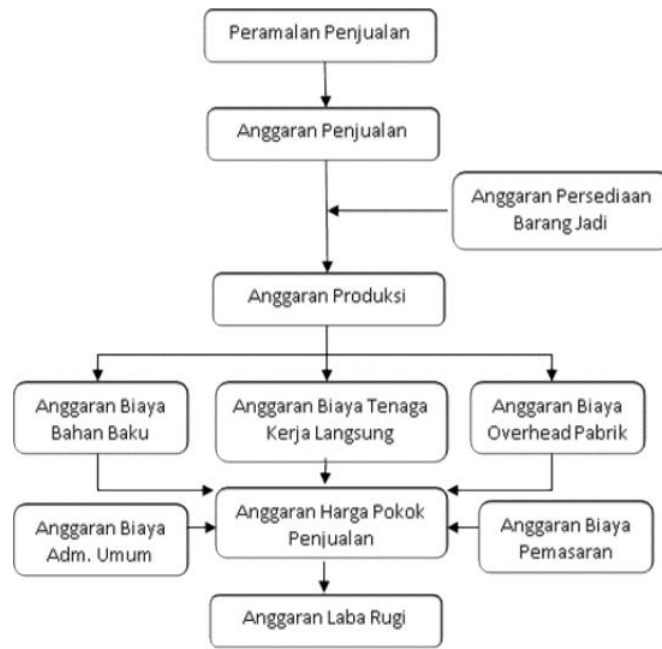 Peramalan Penjualan
Anggaran Penjualan
Anggaran Persediaan
Barang Jadi
Anggaran Produksi
Anggaran Biaya
Bahan Baku
Anggaran Biaya Tenaga
Kerja Langsung
Anggaran Biaya
Overhead Pabrik
Anggaran Biaya
Adm. Umum
Anggaran Harga Pokok
Penjualan
Anggaran Biaya
Pemasaran
Anggaran Laba Rugi